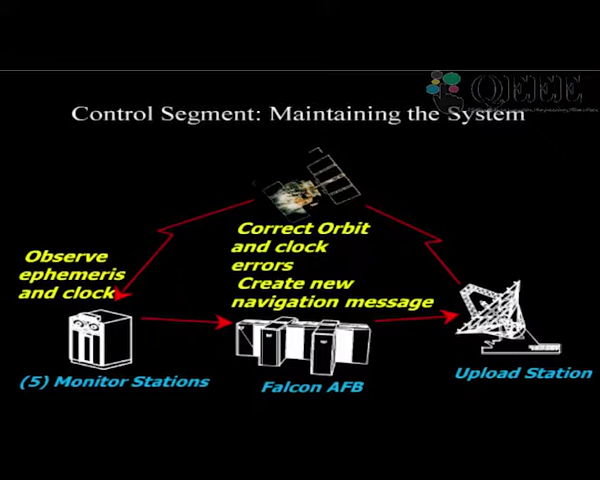 QEEE
Control Segment: Maintaining the System
Correct Orbit
and clock
errors
Create new
navigation message
Observe
ephemeris
and clock
(5) Monitor Stations
Falcon AFB
Upload Station